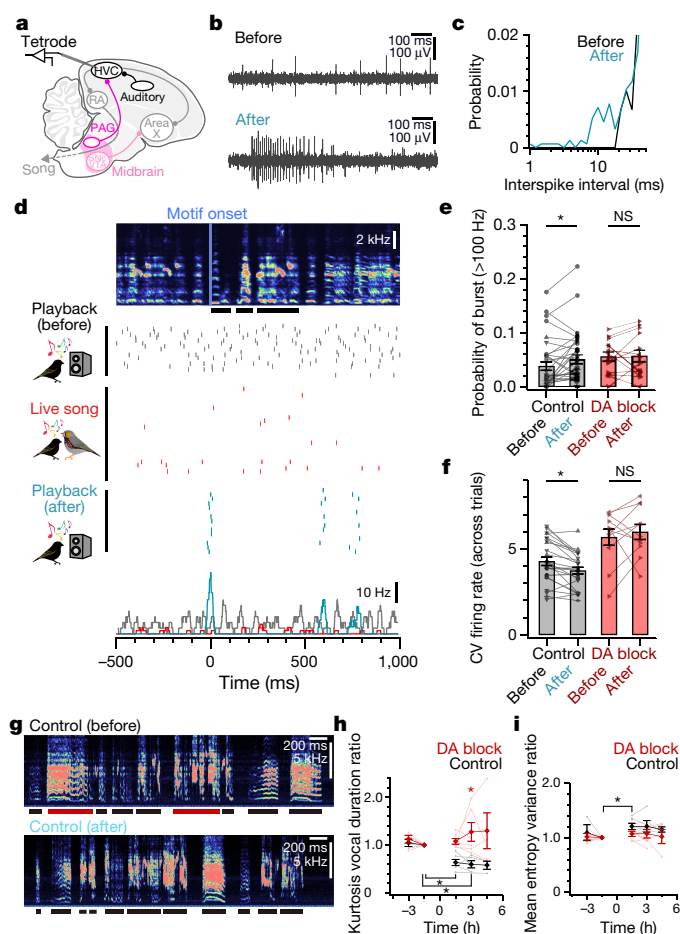 a
Tetrode
HVC
RA
Auditory
PAG
Area
X
SNc
VTA
Song
Midbrain
b
Before
100 ms
100 µV
After
100 ms
100 µV
c
0.02
Before
After
0.01
0
Probability
1
10
Interspike interval (ms)
d
Motif onset
2 kHz
Playback
(before)
Live song
Playback
(after)
10 Hz
−500
0
500
1,000
Time (ms)
e
0.3
0.2
0.1
0.0
Probability of burst (>100 Hz)
*
NS
Control
DA block
Before
After
Before
After
f
5
0
CV firing rate (across trials)
*
NS
Control
DA block
Before
After
Before
After
g
Control (before)
200 ms
5 kHz
Control (after)
200 ms
5 kHz
h
DA block
Control
Kurtosis vocal duration ratio
2.0
1.0
0
*
*
*
−3
0
3
6
Time (h)
i
DA block
Control
Mean entropy variance ratio
2.0
1.0
0
*
−3
0
3
6
Time (h)